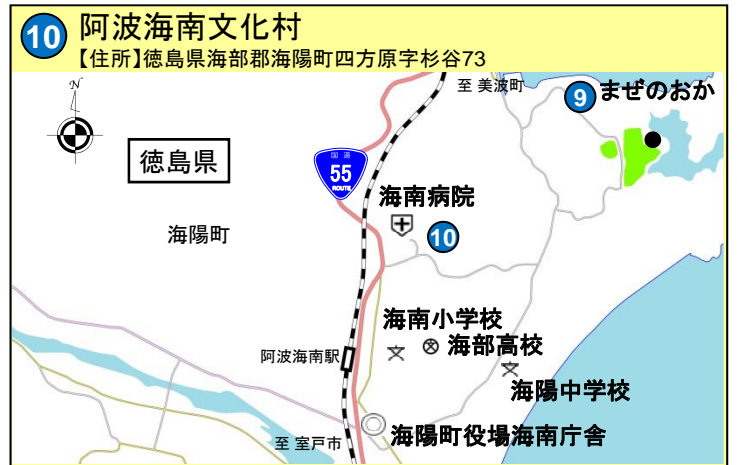 10 阿波海南文化村
【住所】徳島県海部郡海陽町四方原字杉谷73
N
至 美波町
9 まぜのおか
徳島県
国道
55
ROUTE
海南病院
10
海陽町
海南小学校
海部高校
阿波海南駅
海陽中学校
海陽町役場海南庁舎
至 室戸市